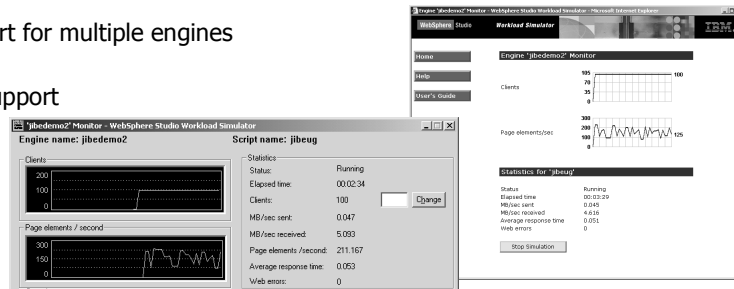 rt for multiple engines
upport
'jibedemo2' Monitor - WebSphere Studio Workload Simulator
Engine name: jibedemo2
Script name: jibeug
Clients
200
100
0
Page elements / second
300
150
0
Statistics
Status: Running
Elapsed time: 00:02:34
Clients: 100 Change
MB/sec sent: 0.047
MB/sec received: 5.093
Page elements /second: 211.167
Average response time: 0.053
Web errors: 0
Engine 'jibedemo2' Monitor - WebSphere Studio Workload Simulator - Microsoft Internet Explorer
WebSphere Studio
Workload Simulator
IBM
Home
Help
User's Guide
Engine 'jibedemo2' Monitor
Clients
105
70
35
0
100
Page elements/sec
300
200
100
0
125
Statistics for 'jibeug'
Status Running
Elapsed time 00:03:29
MB/sec sent 0.045
MB/sec received 4.616
Average response time 0.051
Web errors 0
Stop Simulation